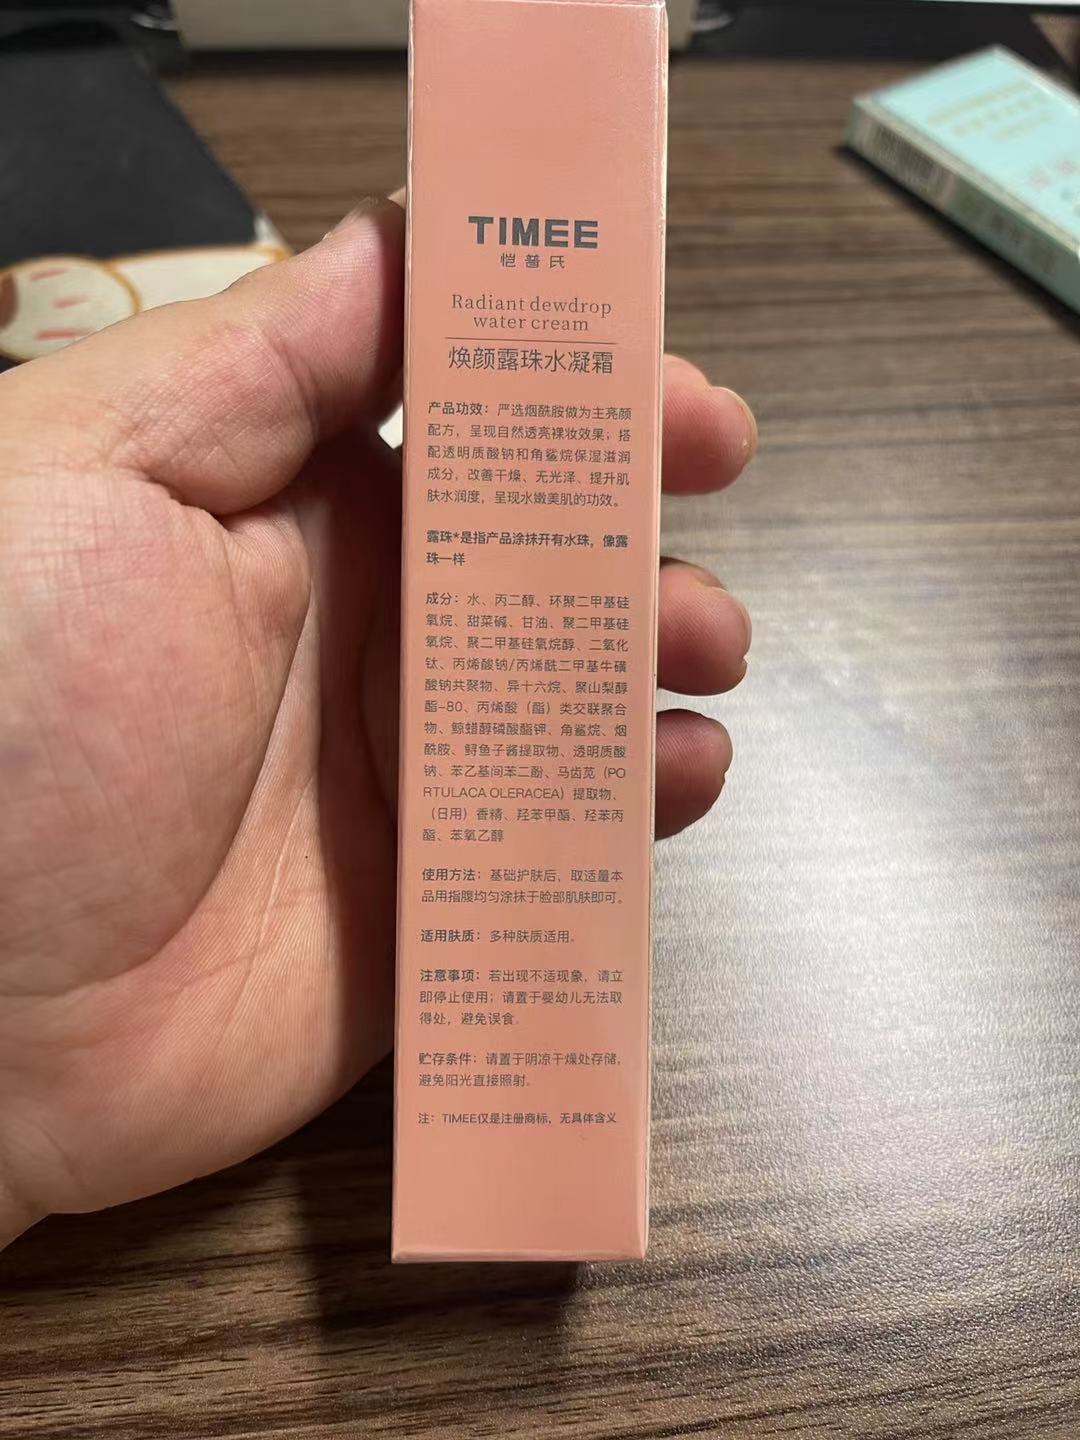 TIMEE
恺普氏
Radiant dewdrop
water cream
焕颜露珠水凝霜
产品功效：严选烟酰胺做为主亮颜
配方，呈现自然透亮裸妆效果；搭
配透明质酸钠和角鲨烷保湿滋润
成分，改善干燥、无光泽、提升肌
肤水润度，呈现水嫩美肌的功效。
露珠*是指产品涂抹开有水珠，像露
珠一样
成分：水、丙二醇、环聚二甲基硅
氧烷、甜菜碱、甘油、聚二甲基硅
氧烷、聚二甲基硅氧烷醇、二氧化
钛、丙烯酸钠/丙烯酰二甲基牛磺
酸钠共聚物、异十六烷、聚山梨醇
酯-80、丙烯酸（酯）类交联聚合
物、鲸蜡醇磷酸酯钾、角鲨烷、烟
酰胺、鲟鱼子酱提取物、透明质酸
钠、苯乙基间苯二酚、马齿苋（PO
RTULACA OLERACEA）提取物、
（日用）香精、羟苯甲酯、羟苯丙
酯、苯氧乙醇
使用方法：基础护肤后、取适量本
品用指腹均匀涂抹于脸部肌肤即可。
适用肤质：多种肤质适用。
注意事项：若出现不适现象，请立
即停止使用；请置于婴幼儿无法取
得处，避免误食。
贮存条件：请置于阴凉干燥处存储，
避免阳光直接照射。
注：TIMEE仅是注册商标，无具体含义